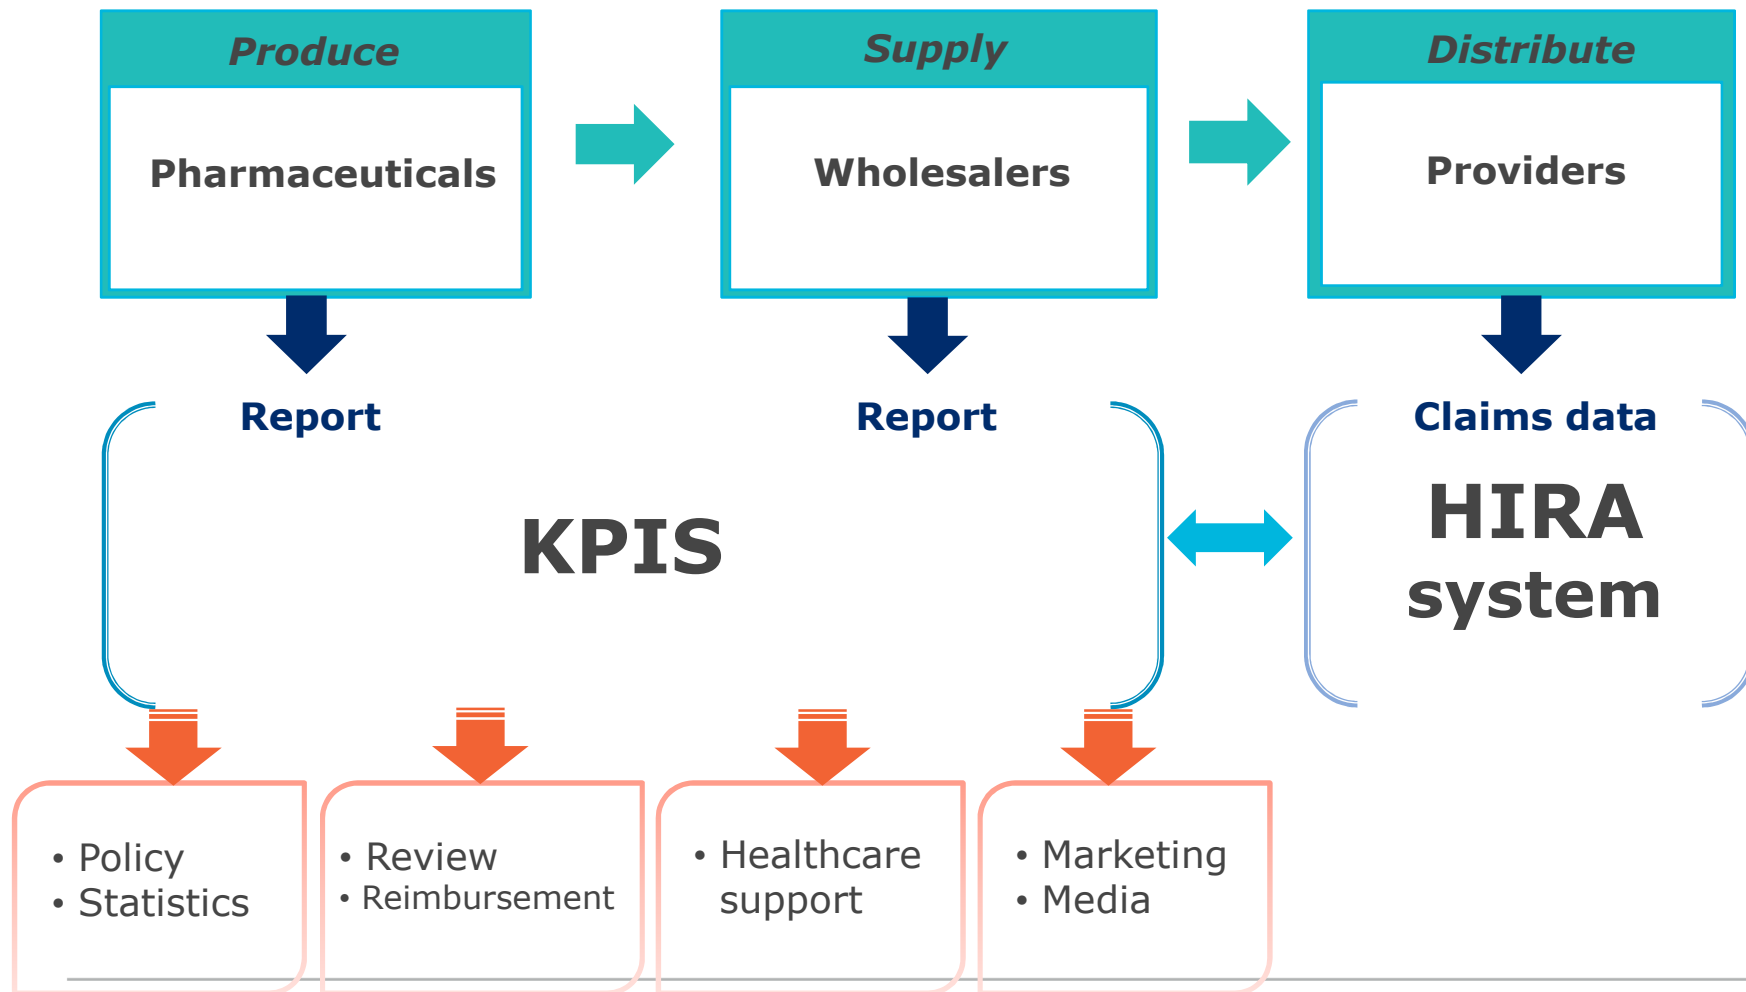 Produce
Supply
Distribute
Pharmaceuticals
Wholesalers
Providers
Report
Report
Claims data
KPIS
HIRA
system
• Policy
• Statistics
• Review
• Reimbursement
• Healthcare
support
• Marketing
• Media